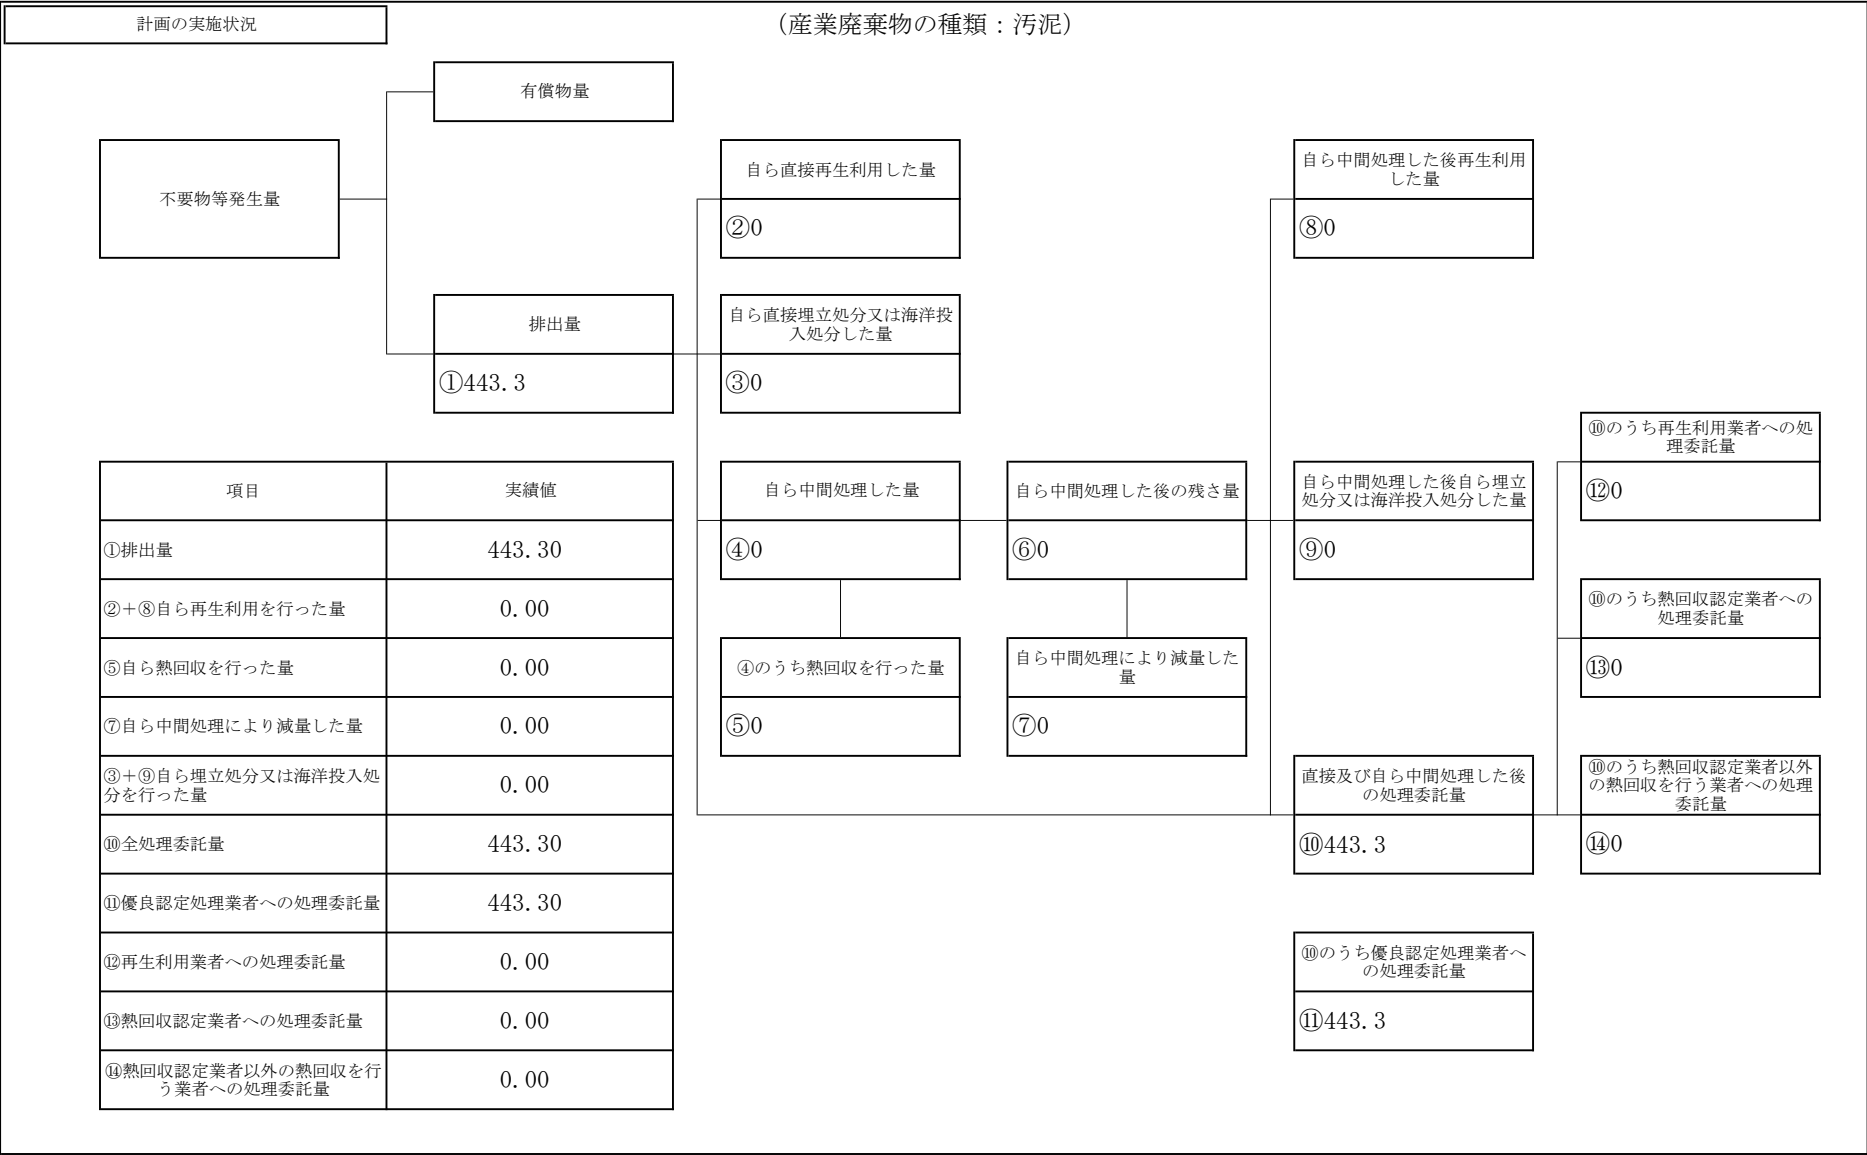 計画の実施状況
（産業廃棄物の種類：汚泥）
有償物量
不要物等発生量
自ら直接再生利用した量
②0
自ら中間処理した後再生利用
した量
⑧0
排出量
①443.3
自ら直接埋立処分又は海洋投
入処分した量
③0
⑩のうち再生利用業者への処
理委託量
⑫0
自ら中間処理した量
④0
自ら中間処理した後の残さ量
⑥0
自ら中間処理した後自ら埋立
処分又は海洋投入処分した量
⑨0
⑩のうち熱回収認定業者への
処理委託量
⑬0
④のうち熱回収を行った量
⑤0
自ら中間処理により減量した
量
⑦0
直接及び自ら中間処理した後
の処理委託量
⑩443.3
⑩のうち熱回収認定業者以外
の熱回収を行う業者への処理
委託量
⑭0
⑩のうち優良認定処理業者へ
の処理委託量
⑪443.3
項目 実績値
①排出量 443.30
②＋⑧自ら再生利用を行った量 0.00
⑤自ら熱回収を行った量 0.00
⑦自ら中間処理により減量した量 0.00
③＋⑨自ら埋立処分又は海洋投入処
分を行った量 0.00
⑩全処理委託量 443.30
⑪優良認定処理業者への処理委託量 443.30
⑫再生利用業者への処理委託量 0.00
⑬熱回収認定業者への処理委託量 0.00
⑭熱回収認定業者以外の熱回収を行
う業者への処理委託量 0.00